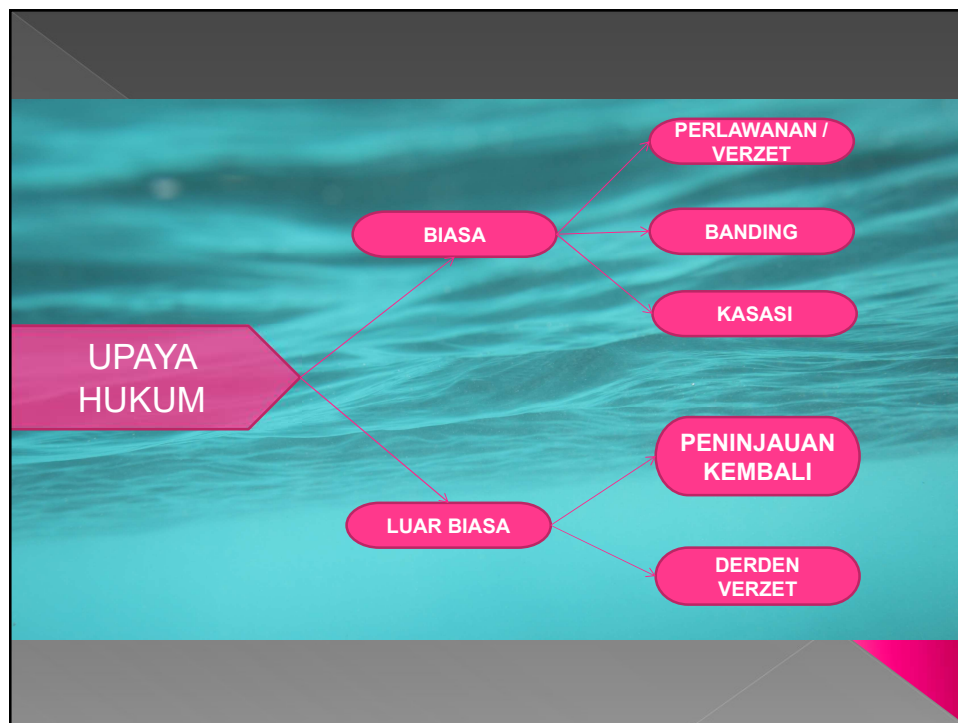 UPAYA
HUKUM
BIASA
PERLAWANAN /
VERZET
BANDING
KASASI
LUAR BIASA
PENINJAUAN
KEMBALI
DERDEN
VERZET